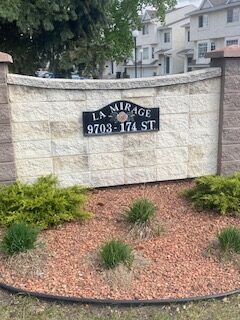 LA MIRAGE
9703 - 174 ST.